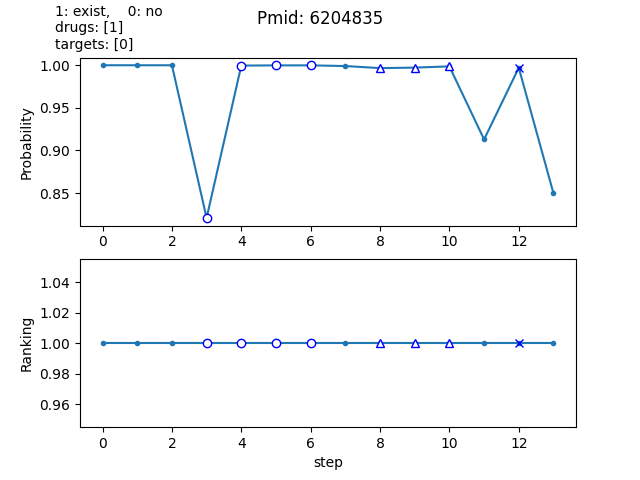 1: exist,    0: no
drugs: [1]
targets: [0]
Pmid: 6204835
1.00
0.95
0.90
0.85
Probability
0 2 4 6 8 10 12
1.04
1.02
1.00
0.98
0.96
Ranking
0 2 4 6 8 10 12
step